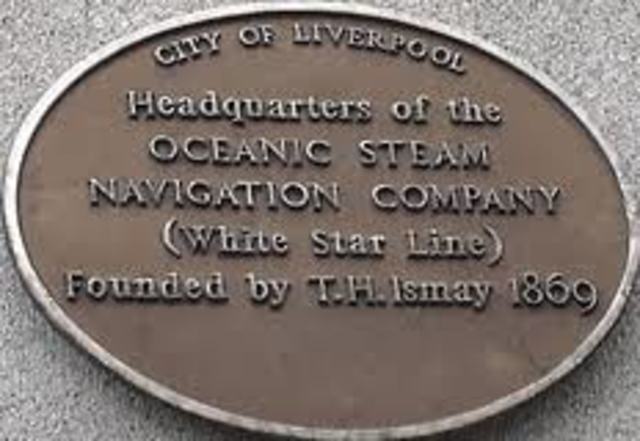 CITY OF LIVERPOOL
Headquarters of the
OCEANIC STEAM
NAVIGATION COMPANY
(White Star Line)
Founded by T.H.Ismay 1869